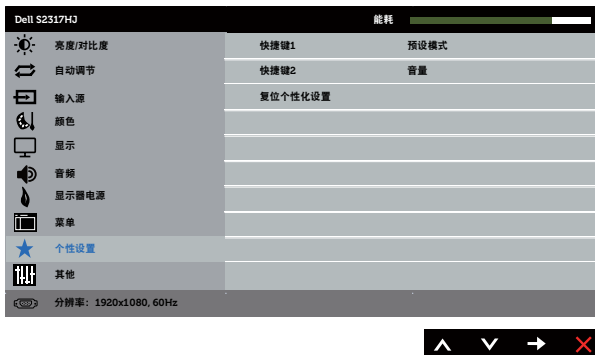 Dell S2317HJ 能耗
亮度/对比度 快捷键1 预设模式
自动调节 快捷键2 音量
输入源 复位个性化设置
颜色
显示
音频
显示器电源
菜单
个性设置
其他
分辨率： 1920x1080, 60Hz